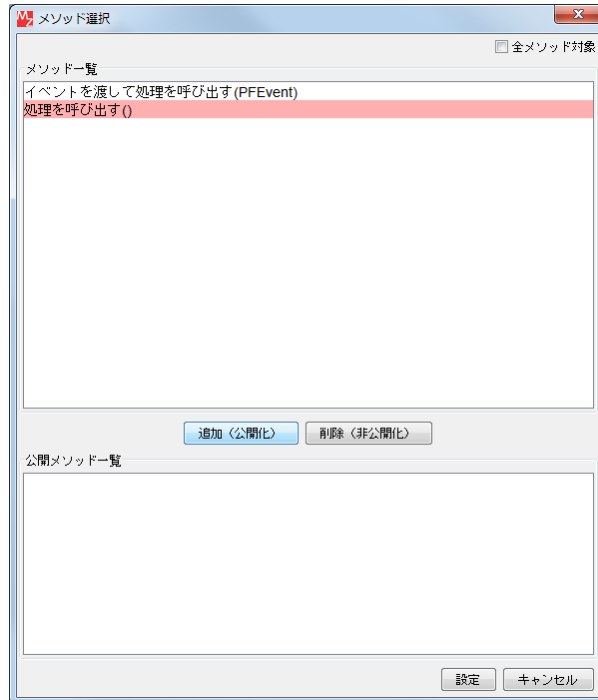 メソッド選択
全メソッド対象
メソッド一覧
イベントを渡して処理を呼び出す(PFEvent)
処理を呼び出す()
追加〈公開化〉 削除〈非公開化〉
公開メソッド一覧
設定 キャンセル